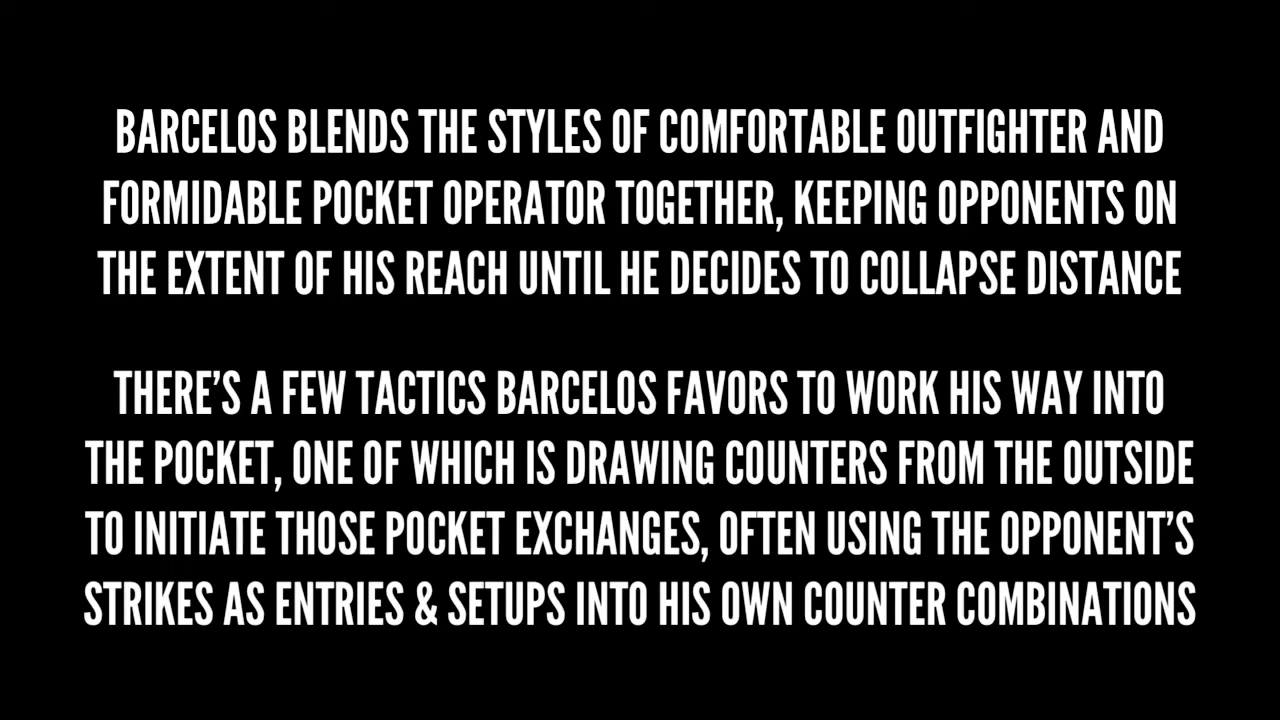 BARCELOS BLENDS THE STYLES OF COMFORTABLE OUTFIGHTER AND
FORMIDABLE POCKET OPERATOR TOGETHER, KEEPING OPPONENTS ON
THE EXTENT OF HIS REACH UNTIL HE DECIDES TO COLLAPSE DISTANCE
THERE’S A FEW TACTICS BARCELOS FAVORS TO WORK HIS WAY INTO
THE POCKET, ONE OF WHICH IS DRAWING COUNTERS FROM THE OUTSIDE
TO INITIATE THOSE POCKET EXCHANGES, OFTEN USING THE OPPONENT’S
STRIKES AS ENTRIES & SETUPS INTO HIS OWN COUNTER COMBINATIONS